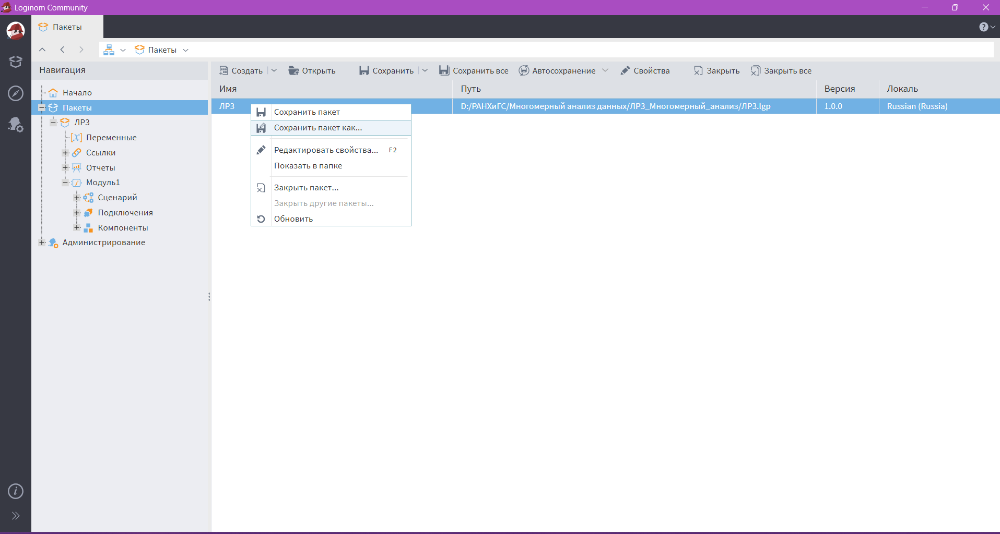 Loginom Community
Пакеты
Пакеты
Навигация
Начало
Пакеты
ЛР3
Переменные
Ссылки
Отчеты
Модуль1
Сценарий
Подключения
Компоненты
Администрирование
Создать Открыть Сохранить Сохранить все Автосохранение Свойства Закрыть Закрыть все
Имя Путь Версия Локаль
ЛР3 D:/РАНХиГС/Многомерный анализ данных/ЛР3_Многомерный_анализ/ЛР3.lgp 1.0.0 Russian (Russia)
Сохранить пакет
Сохранить пакет как...
Редактировать свойства... F2
Показать в папке
Закрыть пакет...
Закрыть другие пакеты...
Обновить